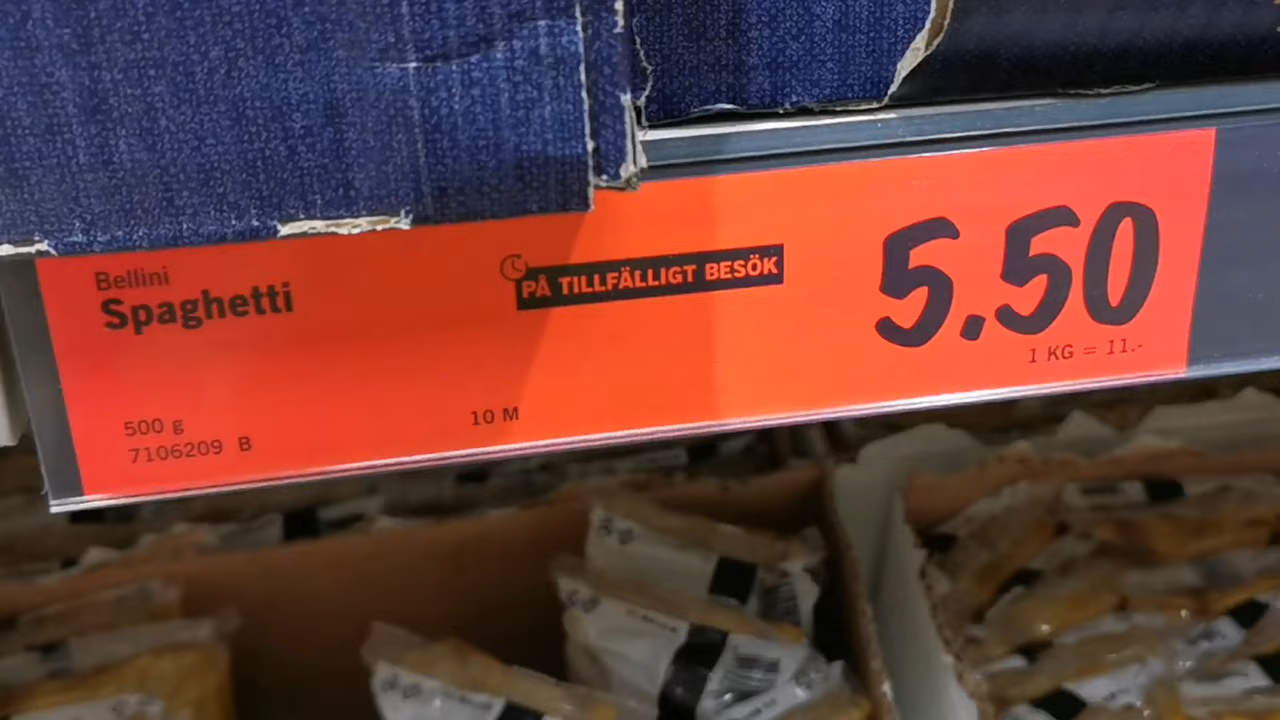 Bellini
Spaghetti
PÅ TILLFÄLLIGT BESÖK
5.50
1 KG = 11.-
500 g
10 M
7106209 B